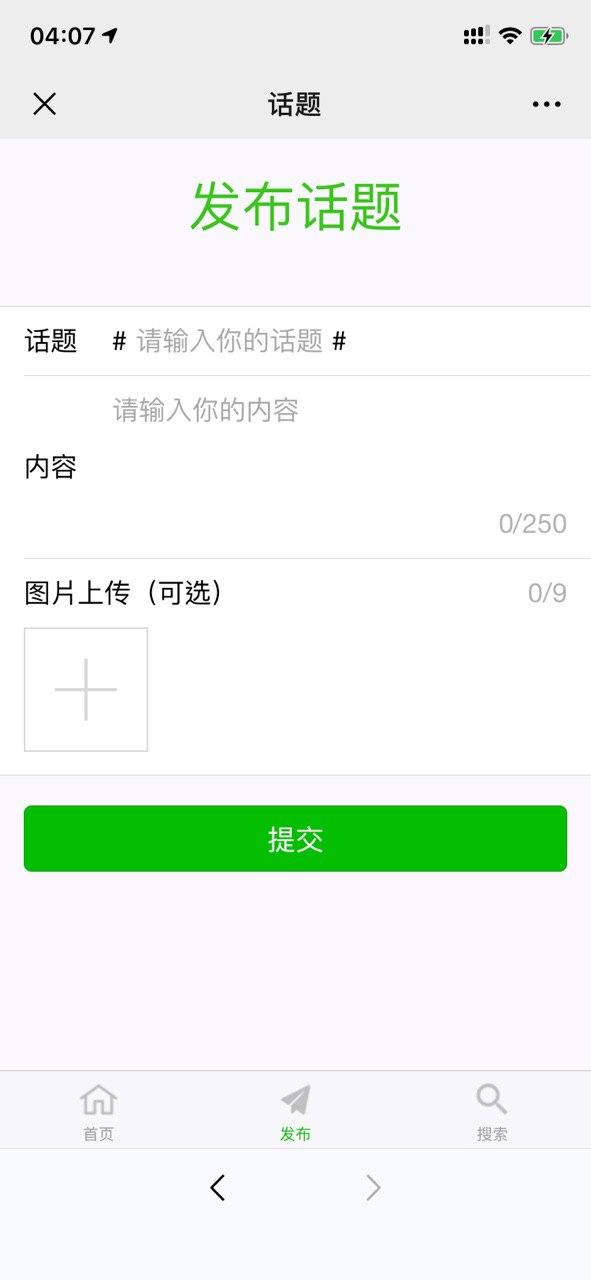 04:07
话题
发布话题
话题 # 请输入你的话题 #
请输入你的内容
内容
0/250
图片上传（可选） 0/9
提交
首页 发布 搜索